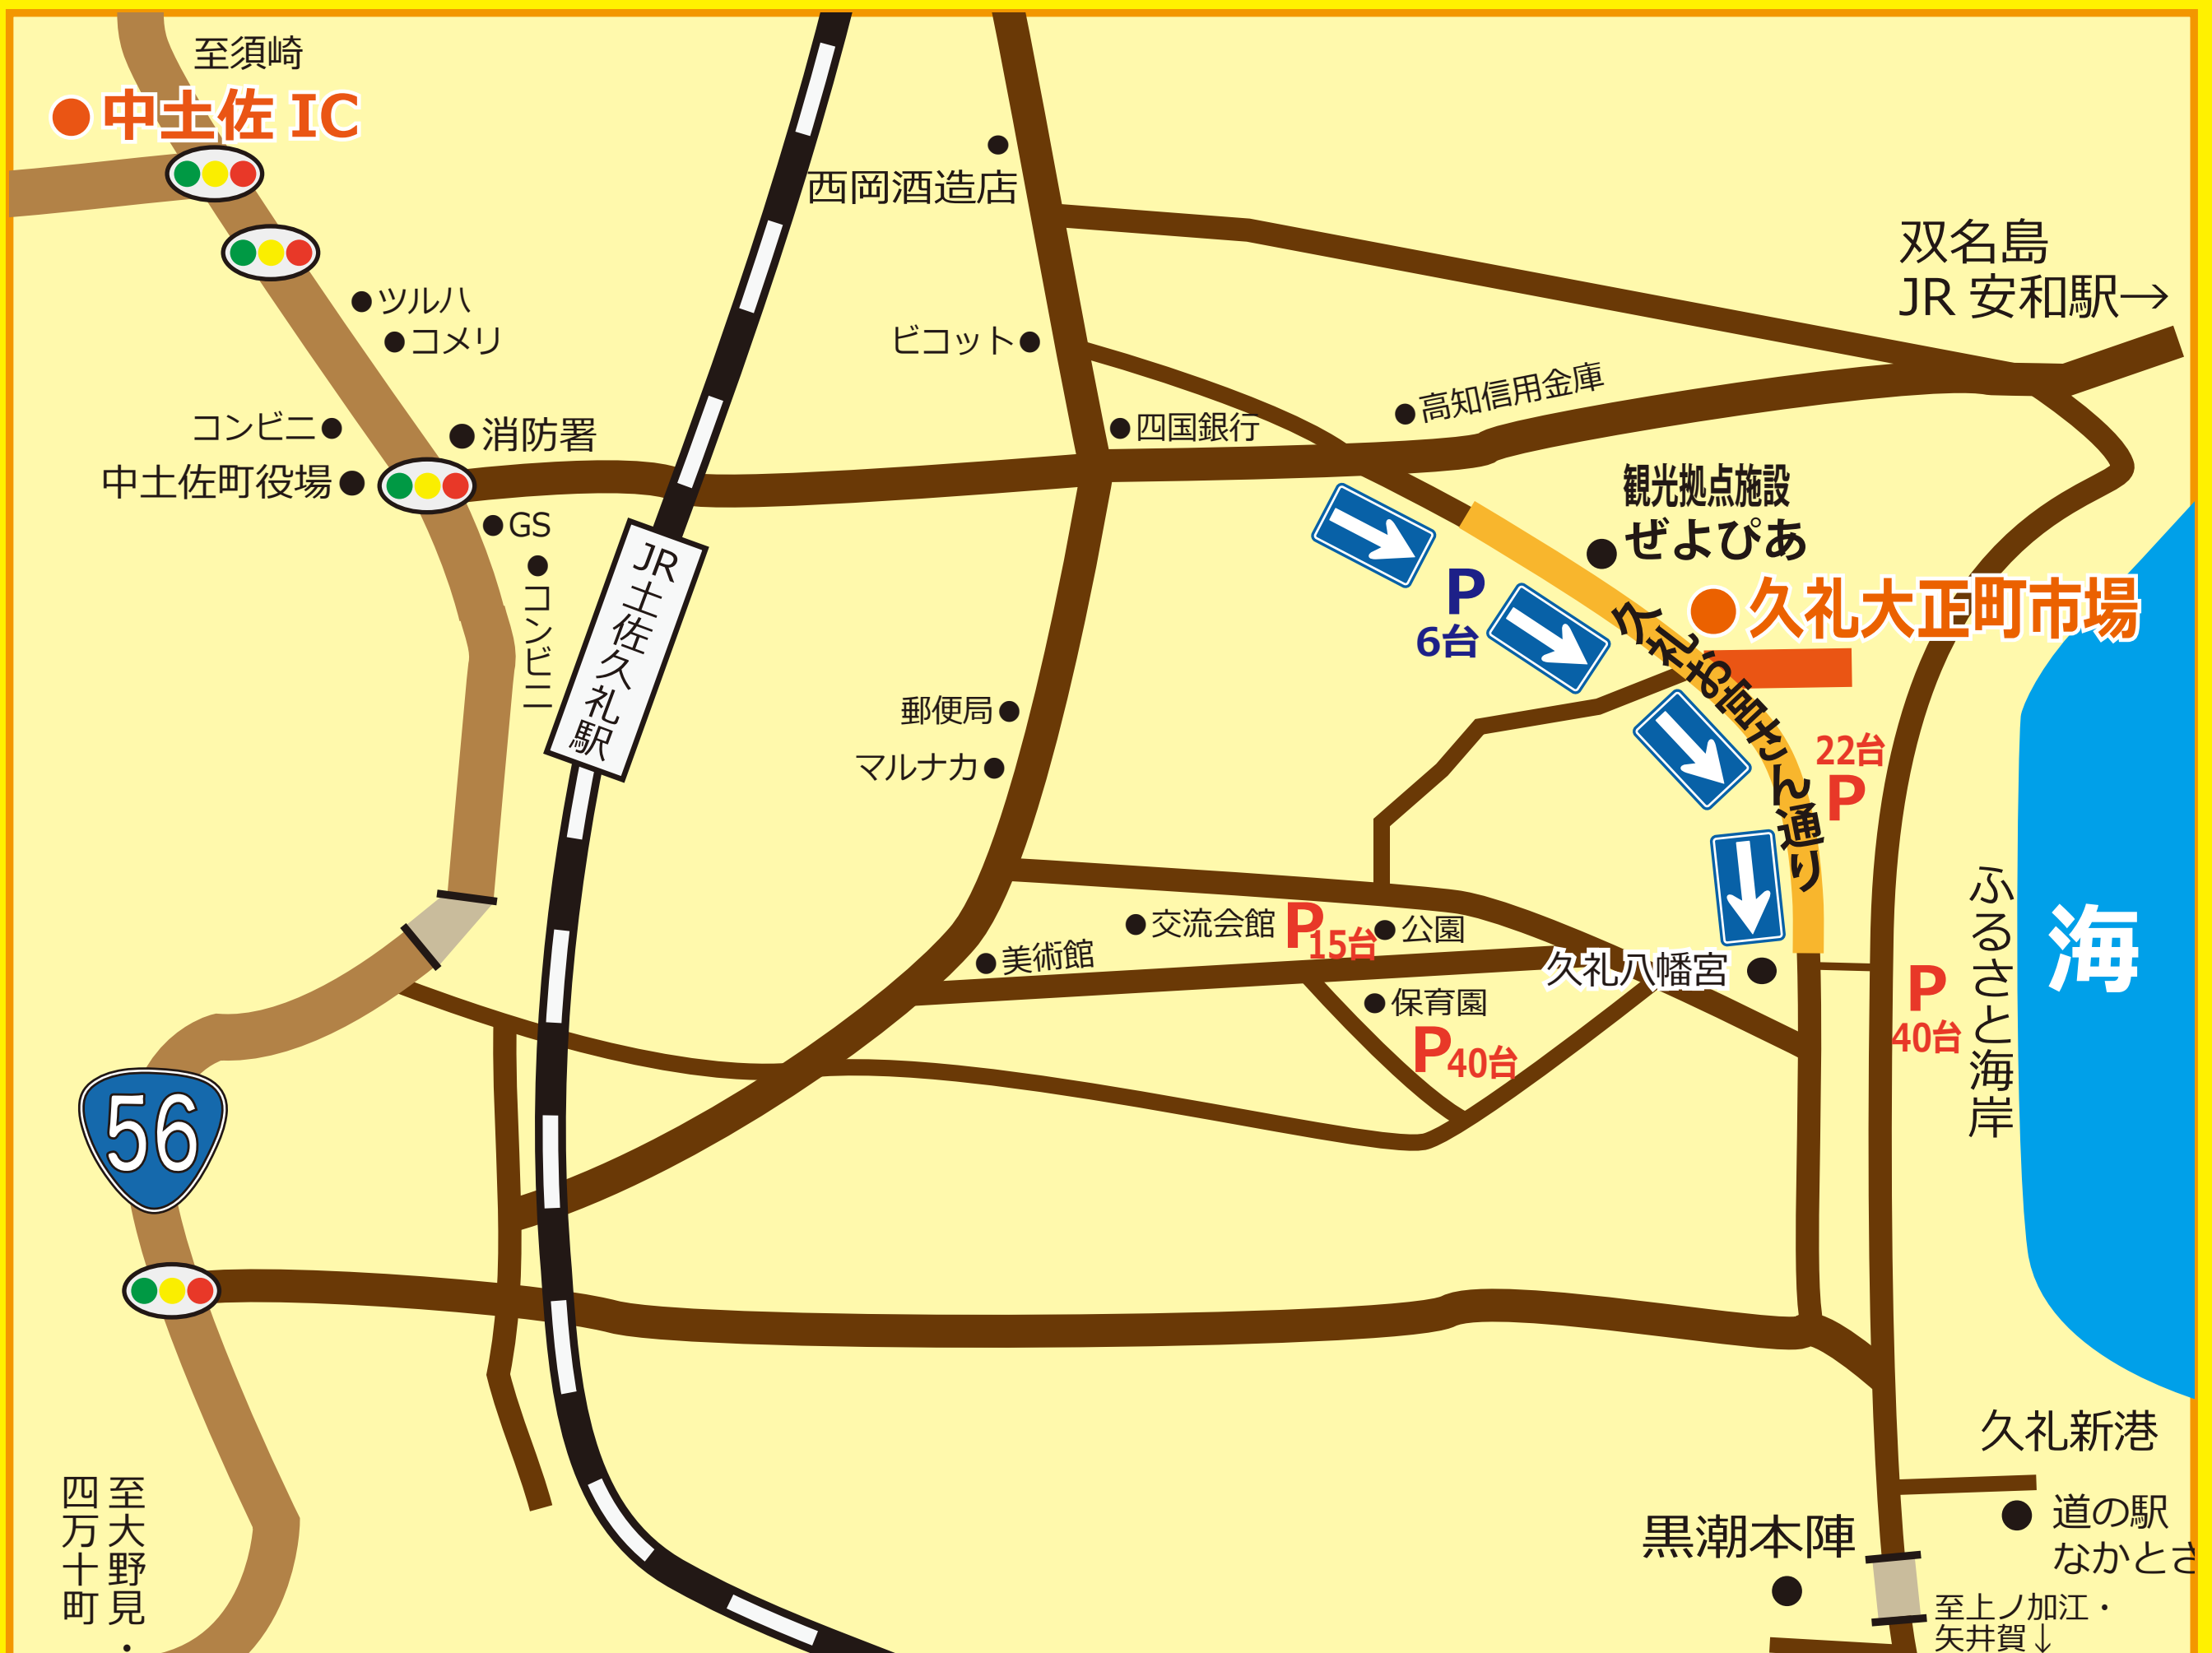 至須崎
中土佐 IC
西岡酒造店
双名島
JR 安和駅→
ツルハ
コメリ
ビコット
高知信用金庫
コンビニ
消防署
四国銀行
中土佐町役場
GS
コンビニ
観光拠点施設
ぜよぴあ
JR土佐久礼駅
P
6台
久礼大正町市場
久礼お宮さん通り
郵便局
マルナカ
22台
P
交流会館
P
15台
公園
美術館
久礼八幡宮
保育園
P
40台
P
40台
ふるさと海岸
海
56
久礼新港
道の駅
なかとさ
黒潮本陣
至上ノ加江・
矢井賀↓
至大野見・
四万十町